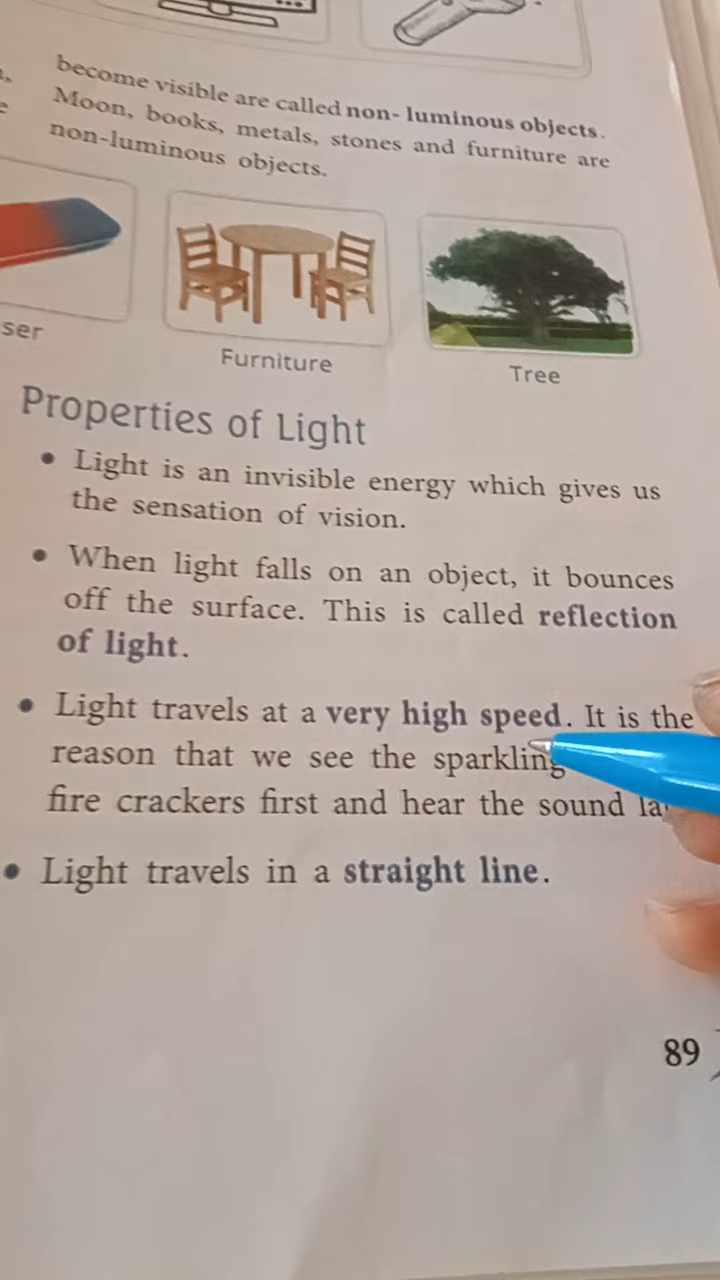 become visible are called non- luminous objects.
Moon, books, metals, stones and furniture are
non-luminous objects.
ser
Furniture
Tree
Properties of Light
• Light is an invisible energy which gives us
the sensation of vision.
• When light falls on an object, it bounces
off the surface. This is called reflection
of light.
• Light travels at a very high speed. It is the
reason that we see the sparkling
fire crackers first and hear the sound la
• Light travels in a straight line.
89